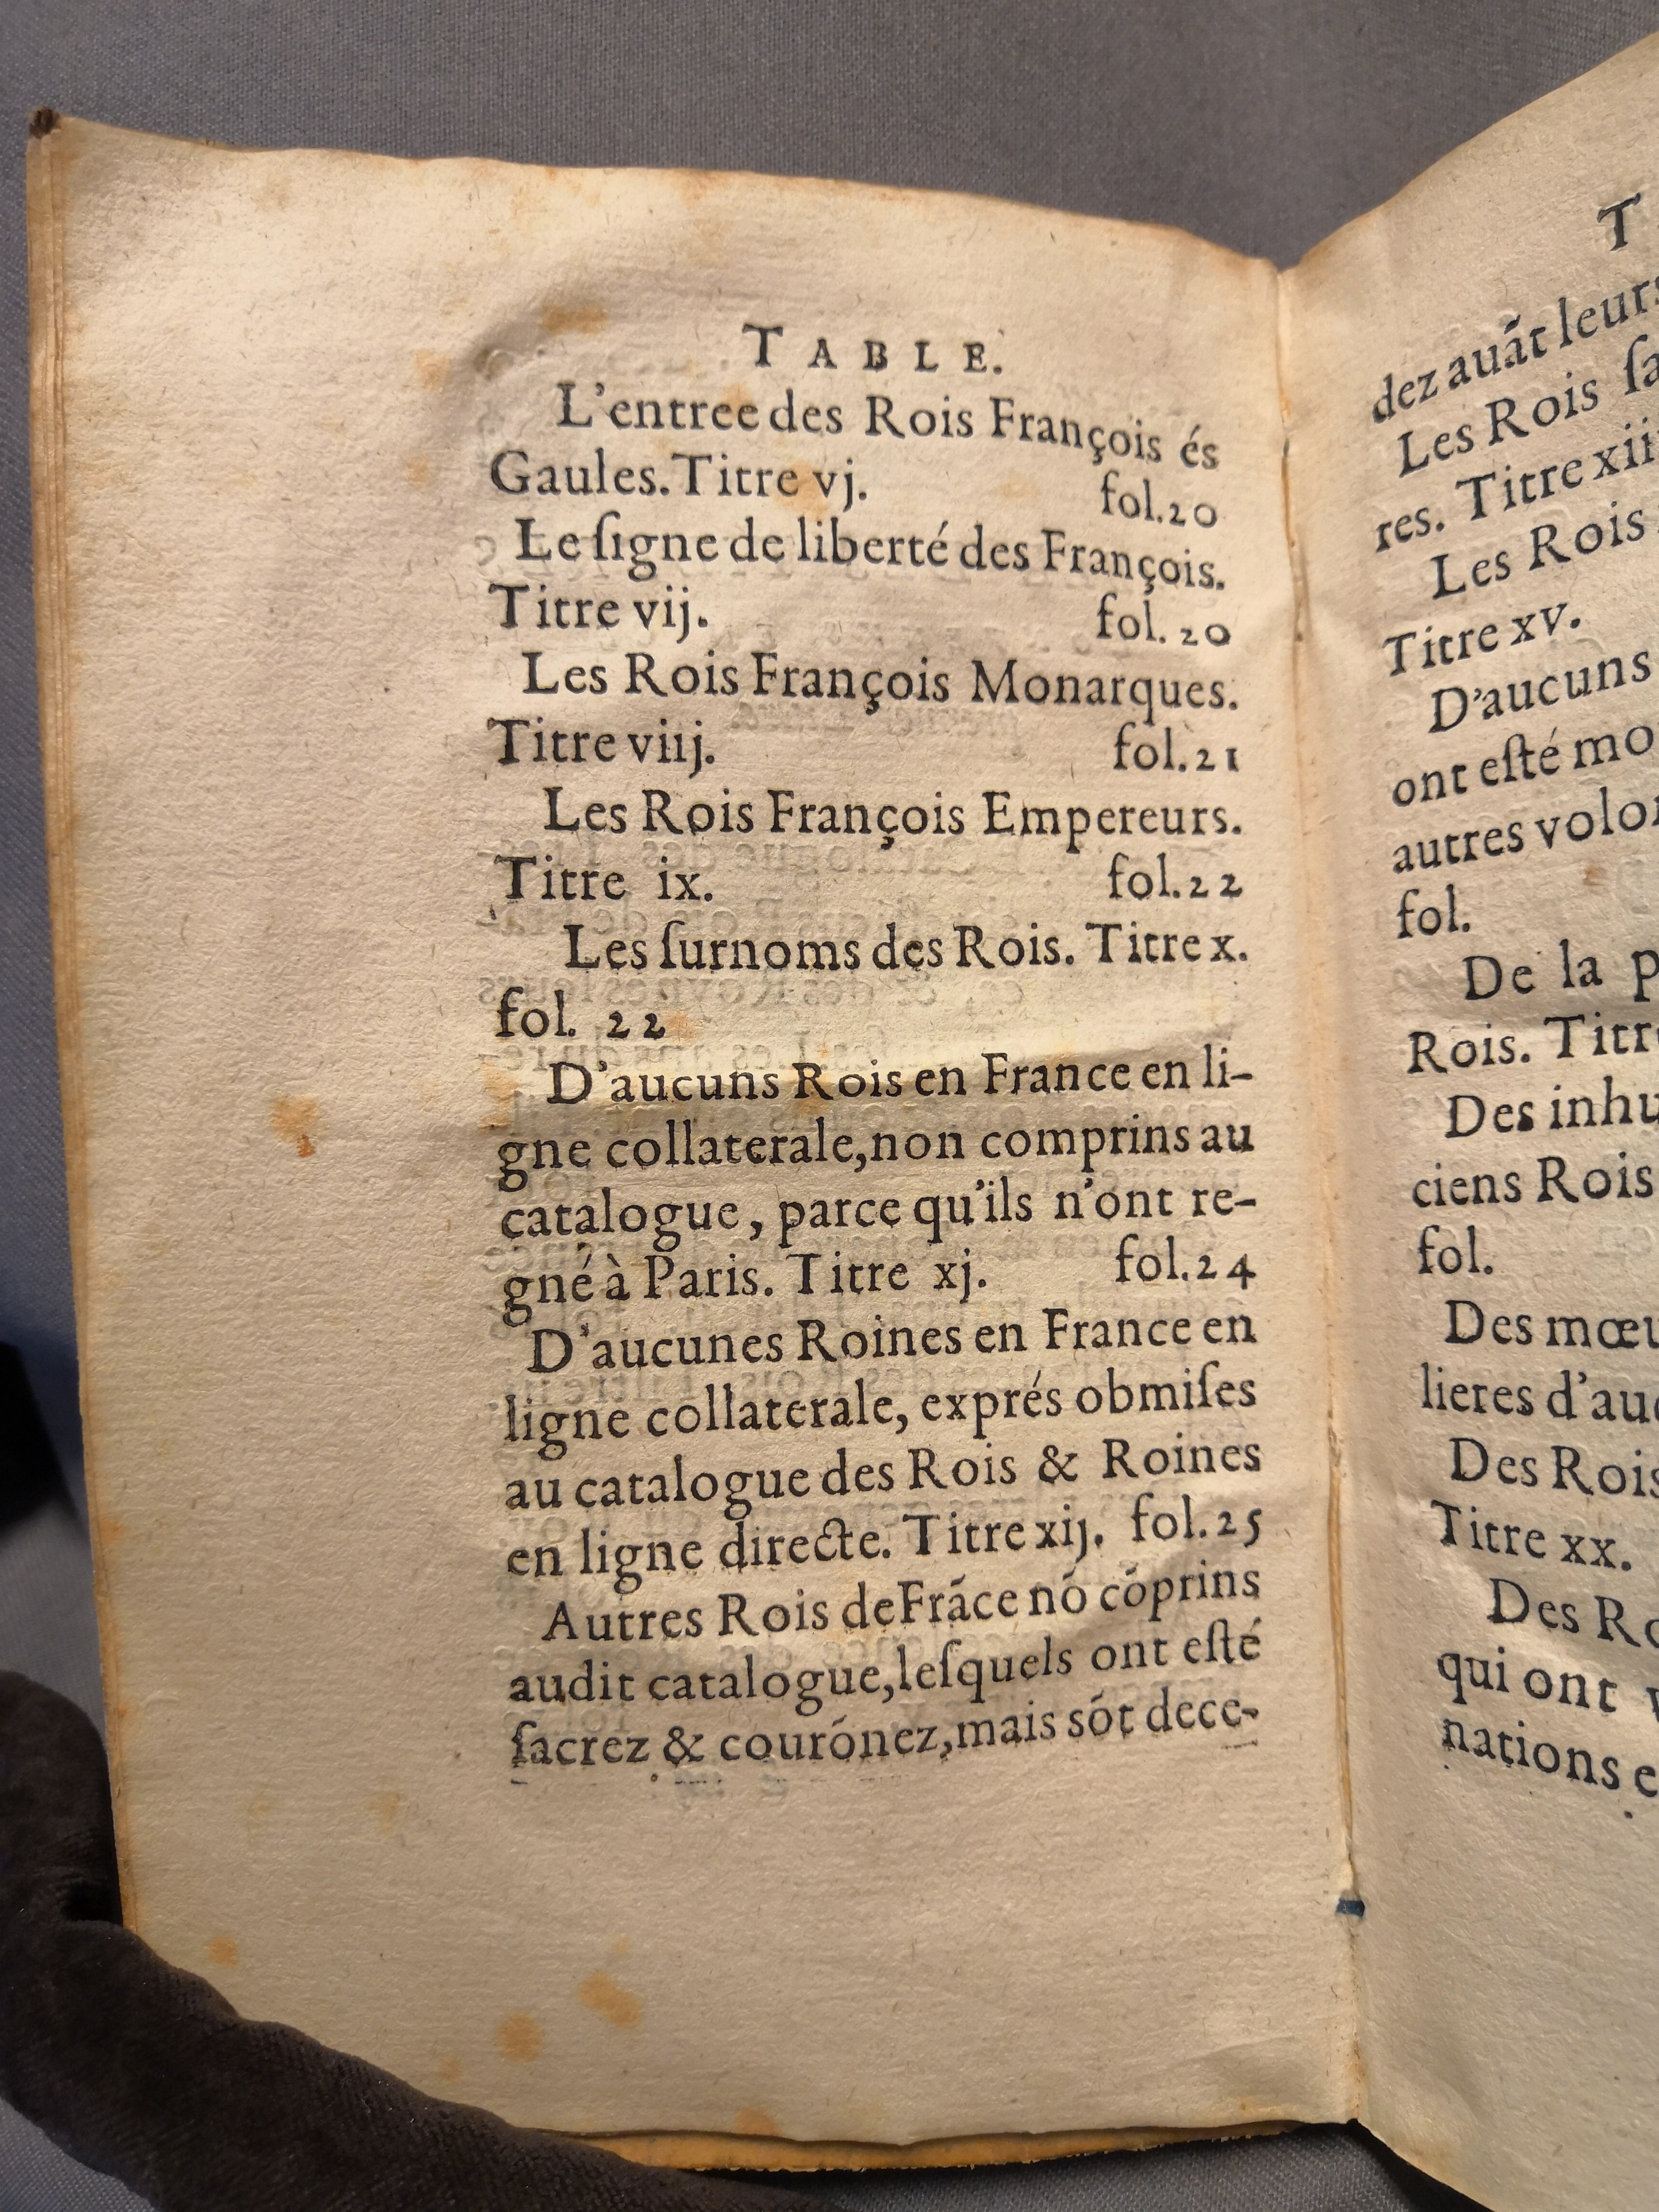 TABLE.
L'entree des Rois François és
Gaules. Titre vj. fol. 20
Le ſigne de liberté des François.
Titre vij. fol. 20
Les Rois François Monarques.
Titre viij. fol. 21
Les Rois François Empereurs.
Titre ix. fol. 22
Les ſurnoms des Rois. Titre x.
fol. 22
D'aucuns Rois en France en li-
gne collaterale, non comprins au
catalogue, parce qu'ils n'ont re-
gné à Paris. Titre xj. fol. 24
D'aucunes Roines en France en
ligne collaterale, exprés obmiſes
au catalogue des Rois & Roines
en ligne directe. Titre xij. fol. 25
Autres Rois de Frãce nõ cõprins
audit catalogue, leſquels ont eſté
ſacrez & courõnez, mais sõt dece-
dez auãt leurs
Les Rois
res. Titre
Les Rois
Titre xv.
D'aucuns
ont eſté
autres
fol.
De la
Rois.
Des
ciens Rois
fol.
Des
lieres
Des Rois
Titre xx.
Des
qui ont
nations